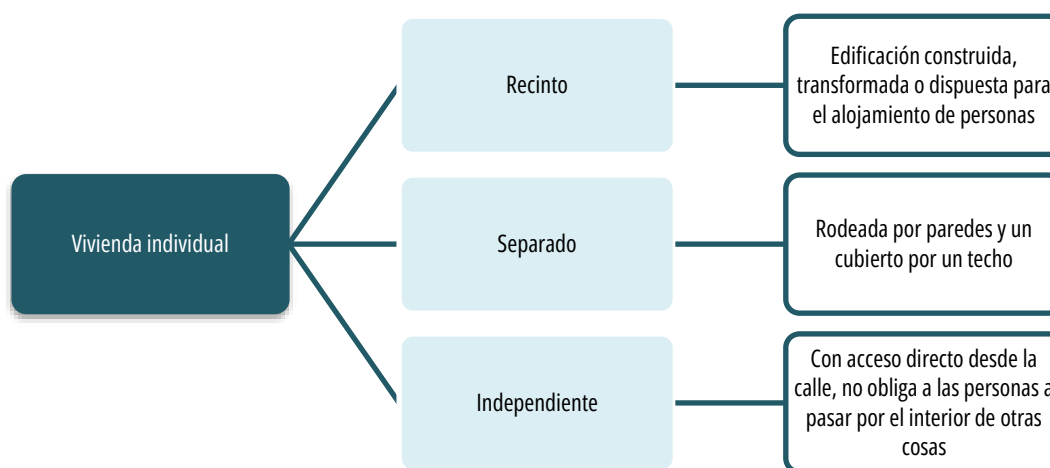 Vivienda individual
Recinto
Edificación construida,
transformada o dispuesta para
el alojamiento de personas
Separado
Rodeada por paredes y un
cubierto por un techo
Independiente
Con acceso directo desde la
calle, no obliga a las personas a
pasar por el interior de otras
cosas